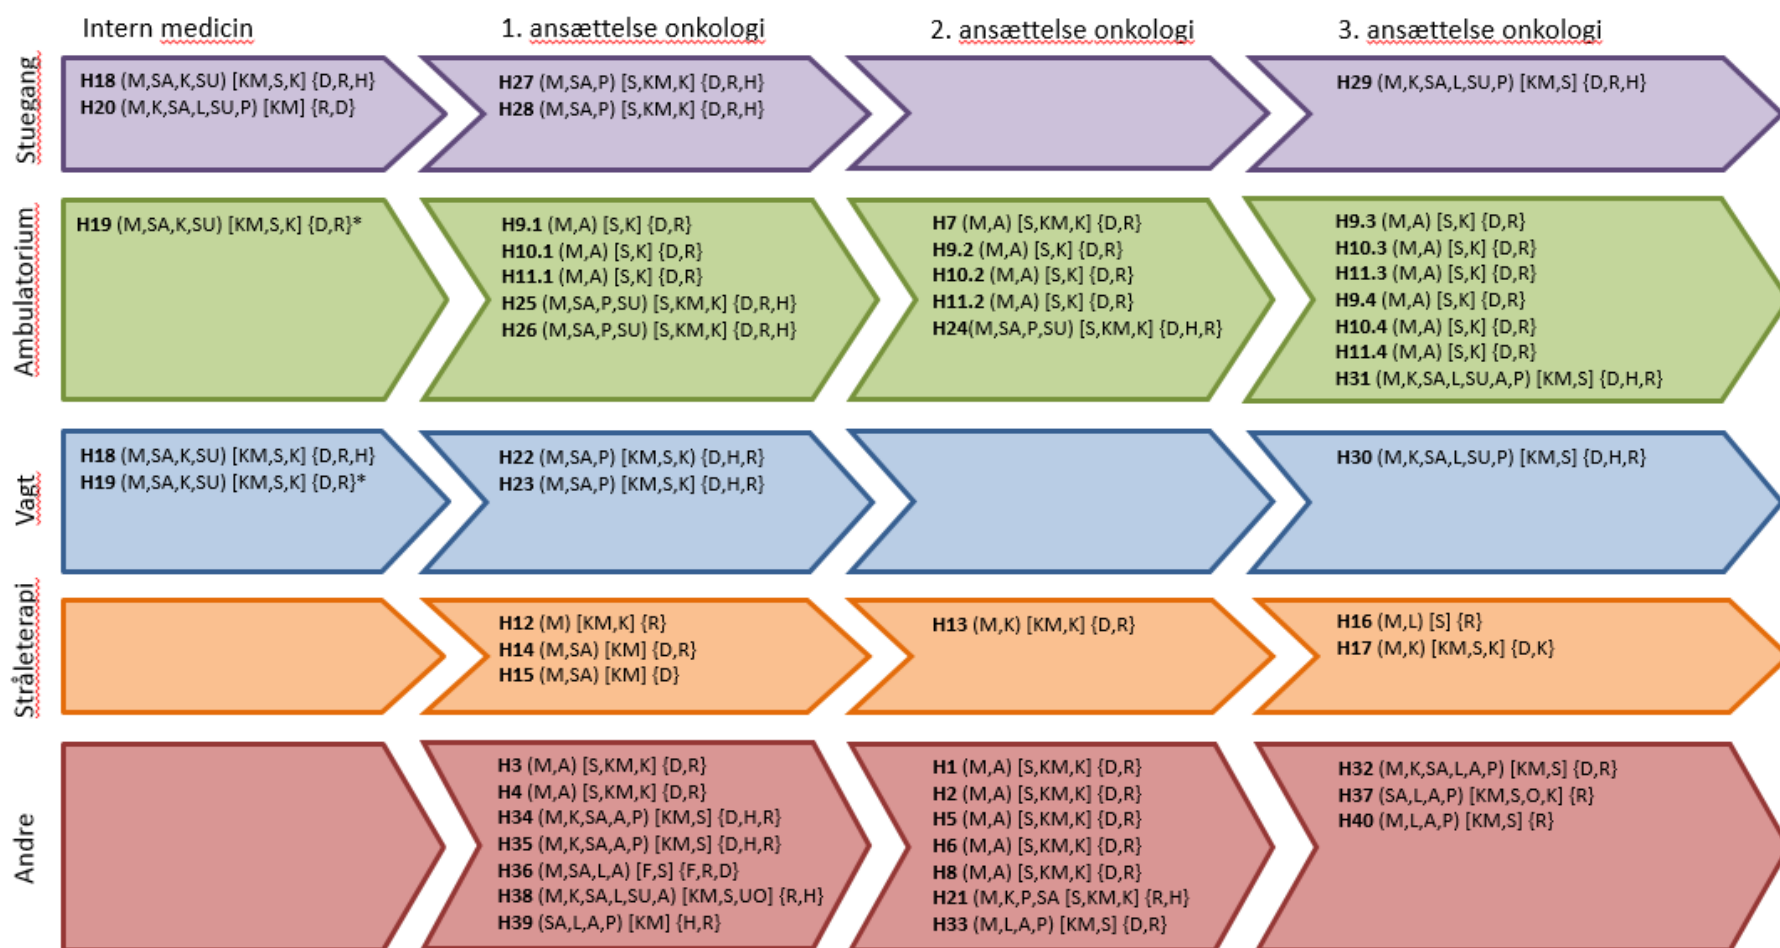 Intern medicin
1. ansættelse onkologi
2. ansættelse onkologi
3. ansættelse onkologi
Stuegang
H18 (M,SA,K,SU) [KM,S,K] {D,R,H}
H20 (M,K,SA,L,SU,P) [KM] {R,D}
H27 (M,SA,P) [S,KM,K] {D,R,H}
H28 (M,SA,P) [S,KM,K] {D,R,H}
H29 (M,K,SA,L,SU,P) [KM,S] {D,R,H}
Ambulatorium
H19 (M,SA,K,SU) [KM,S,K] {D,R}*
H9.1 (M,A) [S,K] {D,R}
H10.1 (M,A) [S,K] {D,R}
H11.1 (M,A) [S,K] {D,R}
H25 (M,SA,P,SU) [S,KM,K] {D,R,H}
H26 (M,SA,P,SU) [S,KM,K] {D,R,H}
H7 (M,A) [S,KM,K] {D,R}
H9.2 (M,A) [S,K] {D,R}
H10.2 (M,A) [S,K] {D,R}
H11.2 (M,A) [S,K] {D,R}
H24(M,SA,P,SU) [S,KM,K] {D,H,R}
H9.3 (M,A) [S,K] {D,R}
H10.3 (M,A) [S,K] {D,R}
H11.3 (M,A) [S,K] {D,R}
H9.4 (M,A) [S,K] {D,R}
H10.4 (M,A) [S,K] {D,R}
H11.4 (M,A) [S,K] {D,R}
H31 (M,K,SA,L,SU,A,P) [KM,S] {D,H,R}
Vagt
H18 (M,SA,K,SU) [KM,S,K] {D,R,H}
H19 (M,SA,K,SU) [KM,S,K] {D,R}*
H22 (M,SA,P) [KM,S,K) {D,H,R}
H23 (M,SA,P) [KM,S,K] {D,H,R}
H30 (M,K,SA,L,SU,P) [KM,S] {D,H,R}
Stråleterapi
H12 (M) [KM,K] {R}
H14 (M,SA) [KM] {D,R}
H15 (M,SA) [KM] {D}
H13 (M,K) [KM,K] {D,R}
H16 (M,L) [S] {R}
H17 (M,K) [KM,S,K] {D,K}
Andre
H3 (M,A) [S,KM,K] {D,R}
H4 (M,A) [S,KM,K] {D,R}
H34 (M,K,SA,A,P) [KM,S] {D,H,R}
H35 (M,K,SA,A,P) [KM,S] {D,H,R}
H36 (M,SA,L,A) [F,S] {F,R,D}
H38 (M,K,SA,L,SU,A) [KM,S,UO] {R,H}
H39 (SA,L,A,P) [KM] {H,R}
H1 (M,A) [S,KM,K] {D,R}
H2 (M,A) [S,KM,K] {D,R}
H5 (M,A) [S,KM,K] {D,R}
H6 (M,A) [S,KM,K] {D,R}
H8 (M,A) [S,KM,K] {D,R}
H21 (M,K,P,SA [S,KM,K] {R,H}
H33 (M,L,A,P) [KM,S] {D,R}
H32 (M,K,SA,L,A,P) [KM,S] {D,R}
H37 (SA,L,A,P) [KM,S,O,K] {R}
H40 (M,L,A,P) [KM,S] {R}